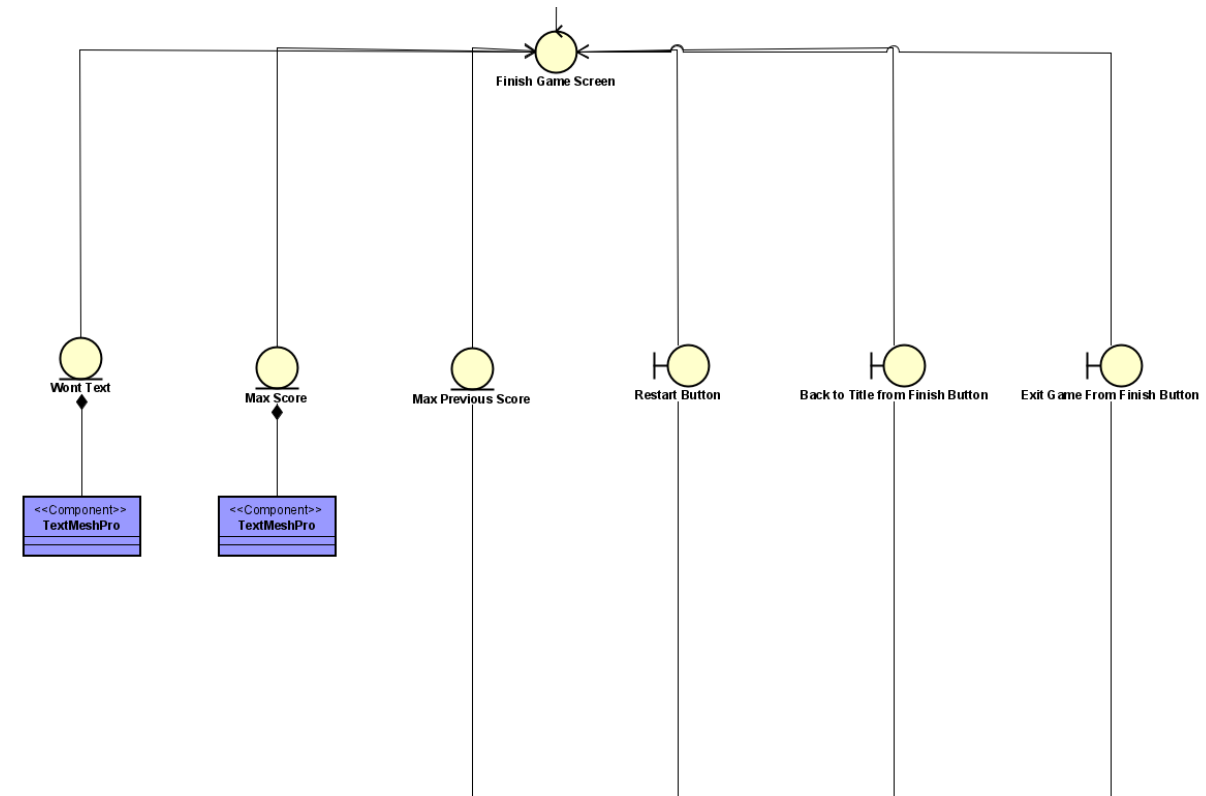 Finish Game Screen
Wont Text
Max Score
Max Previous Score
Restart Button
Back to Title from Finish Button
Exit Game From Finish Button
<<Component>>
TextMeshPro
<<Component>>
TextMeshPro